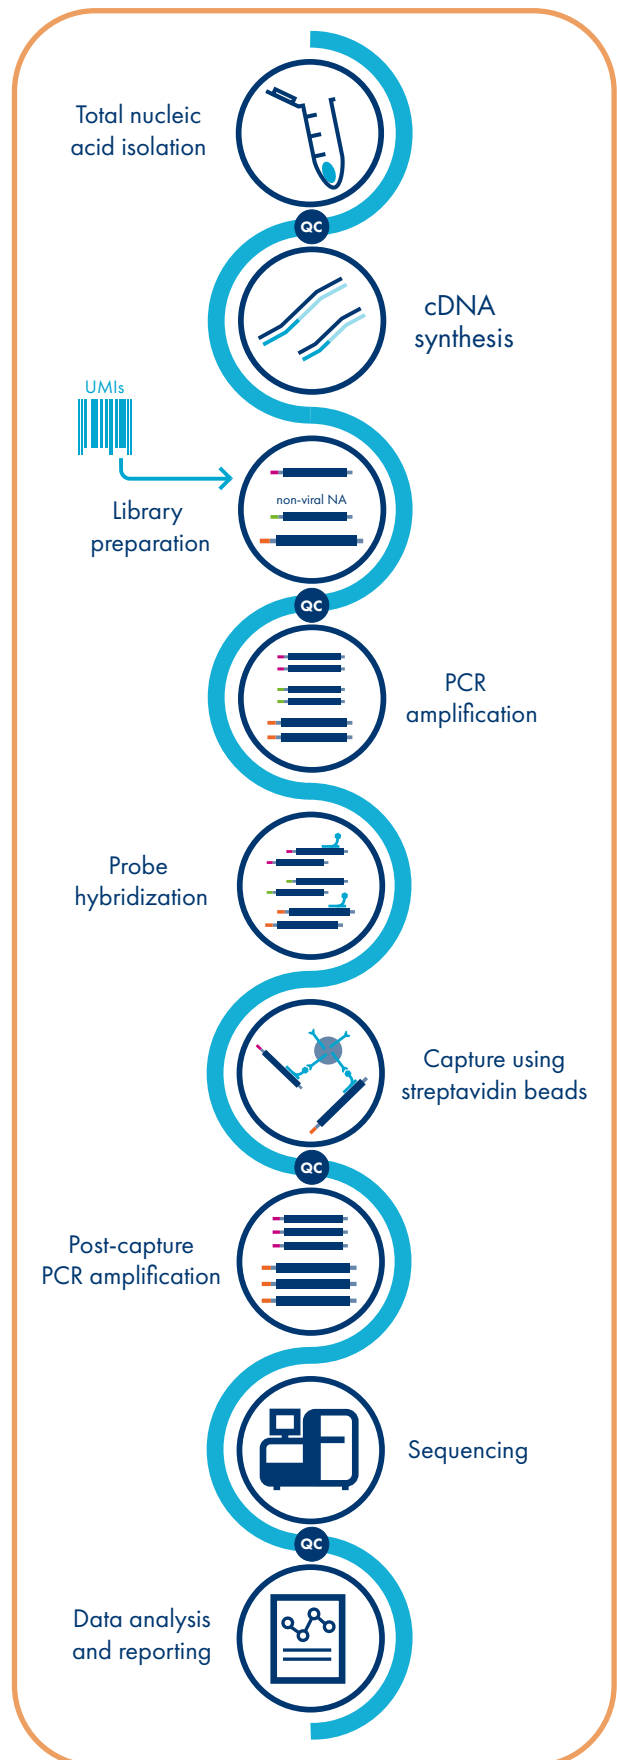 Total nucleic
acid isolation
QC
cDNA
synthesis
UMIs
Library
preparation
non-viral NA
QC
PCR
amplification
Probe
hybridization
Capture using
streptavidin beads
QC
Post-capture
PCR amplification
Sequencing
QC
Data analysis
and reporting